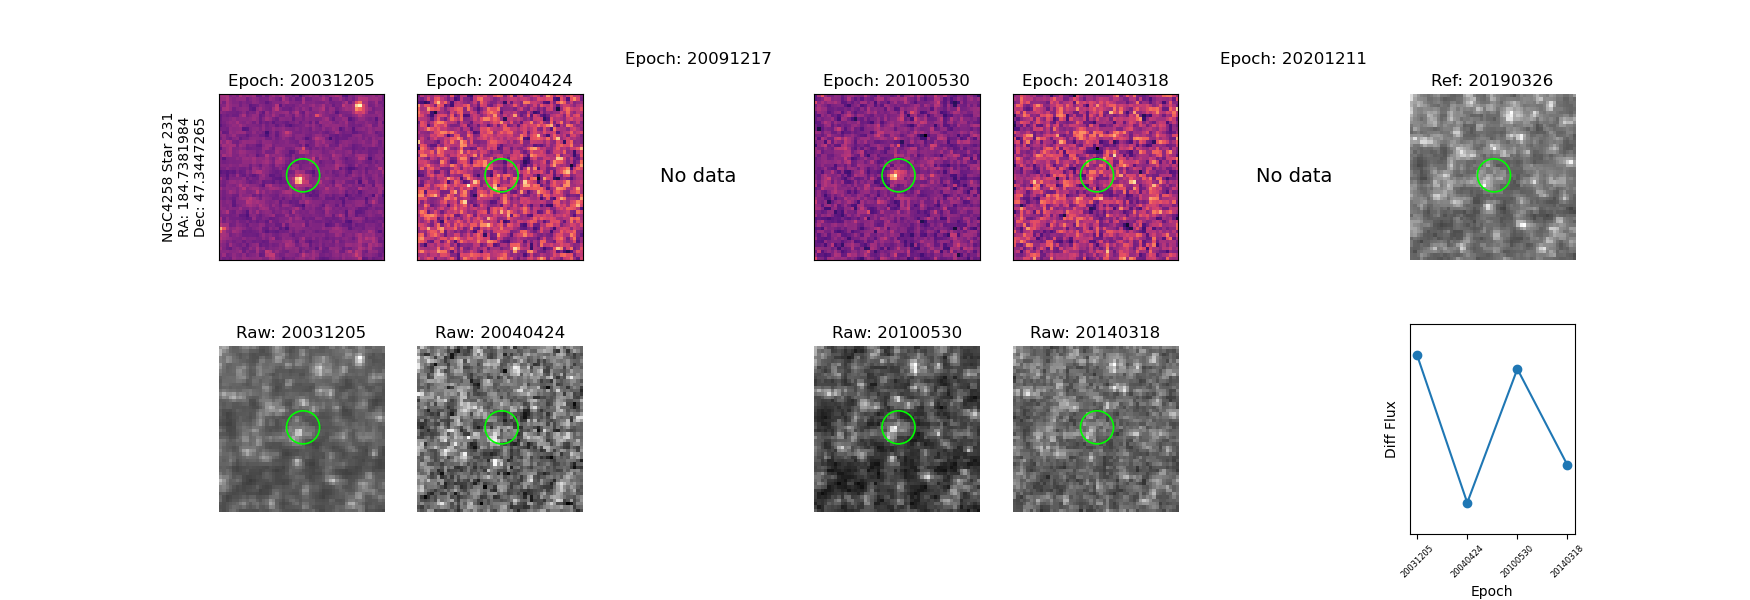 Epoch: 20091217
Epoch: 20201211
Epoch: 20031205
Epoch: 20040424
Epoch: 20100530
Epoch: 20140318
Ref: 20190326
NGC4258 Star 231
RA: 184.7381984
Dec: 47.3447265
No data
No data
Raw: 20031205
Raw: 20040424
Raw: 20100530
Raw: 20140318
Diff Flux
20031205
20040424
20100530
20140318
Epoch